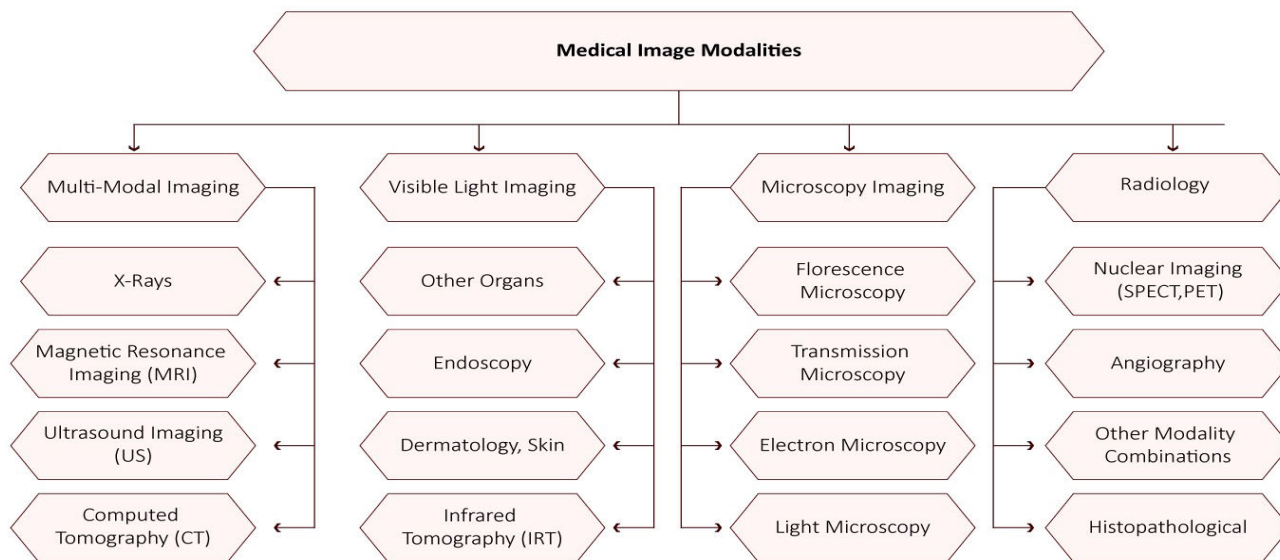 Medical Image Modalities
Multi-Modal Imaging
X-Rays
Magnetic Resonance
Imaging (MRI)
Ultrasound Imaging
(US)
Computed
Tomography (CT)
Visible Light Imaging
Other Organs
Endoscopy
Dermatology, Skin
Infrared
Tomography (IRT)
Microscopy Imaging
Florescence
Microscopy
Transmission
Microscopy
Electron Microscopy
Light Microscopy
Radiology
Nuclear Imaging
(SPECT,PET)
Angiography
Other Modality
Combinations
Histopathological